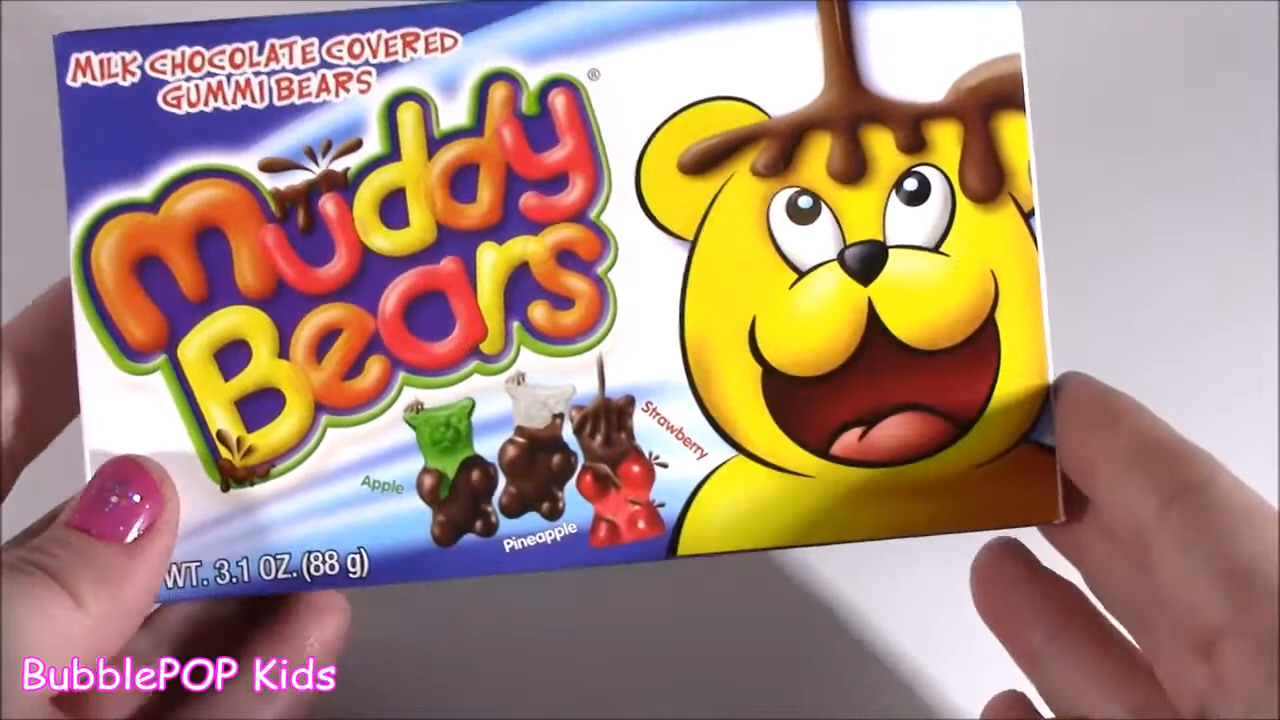 MILK CHOCOLATE COVERED
GUMMI BEARS
muddy®
Bears
Apple
Pineapple
Strawberry
WT. 3.1 OZ. (88 g)
BubblePOP Kids